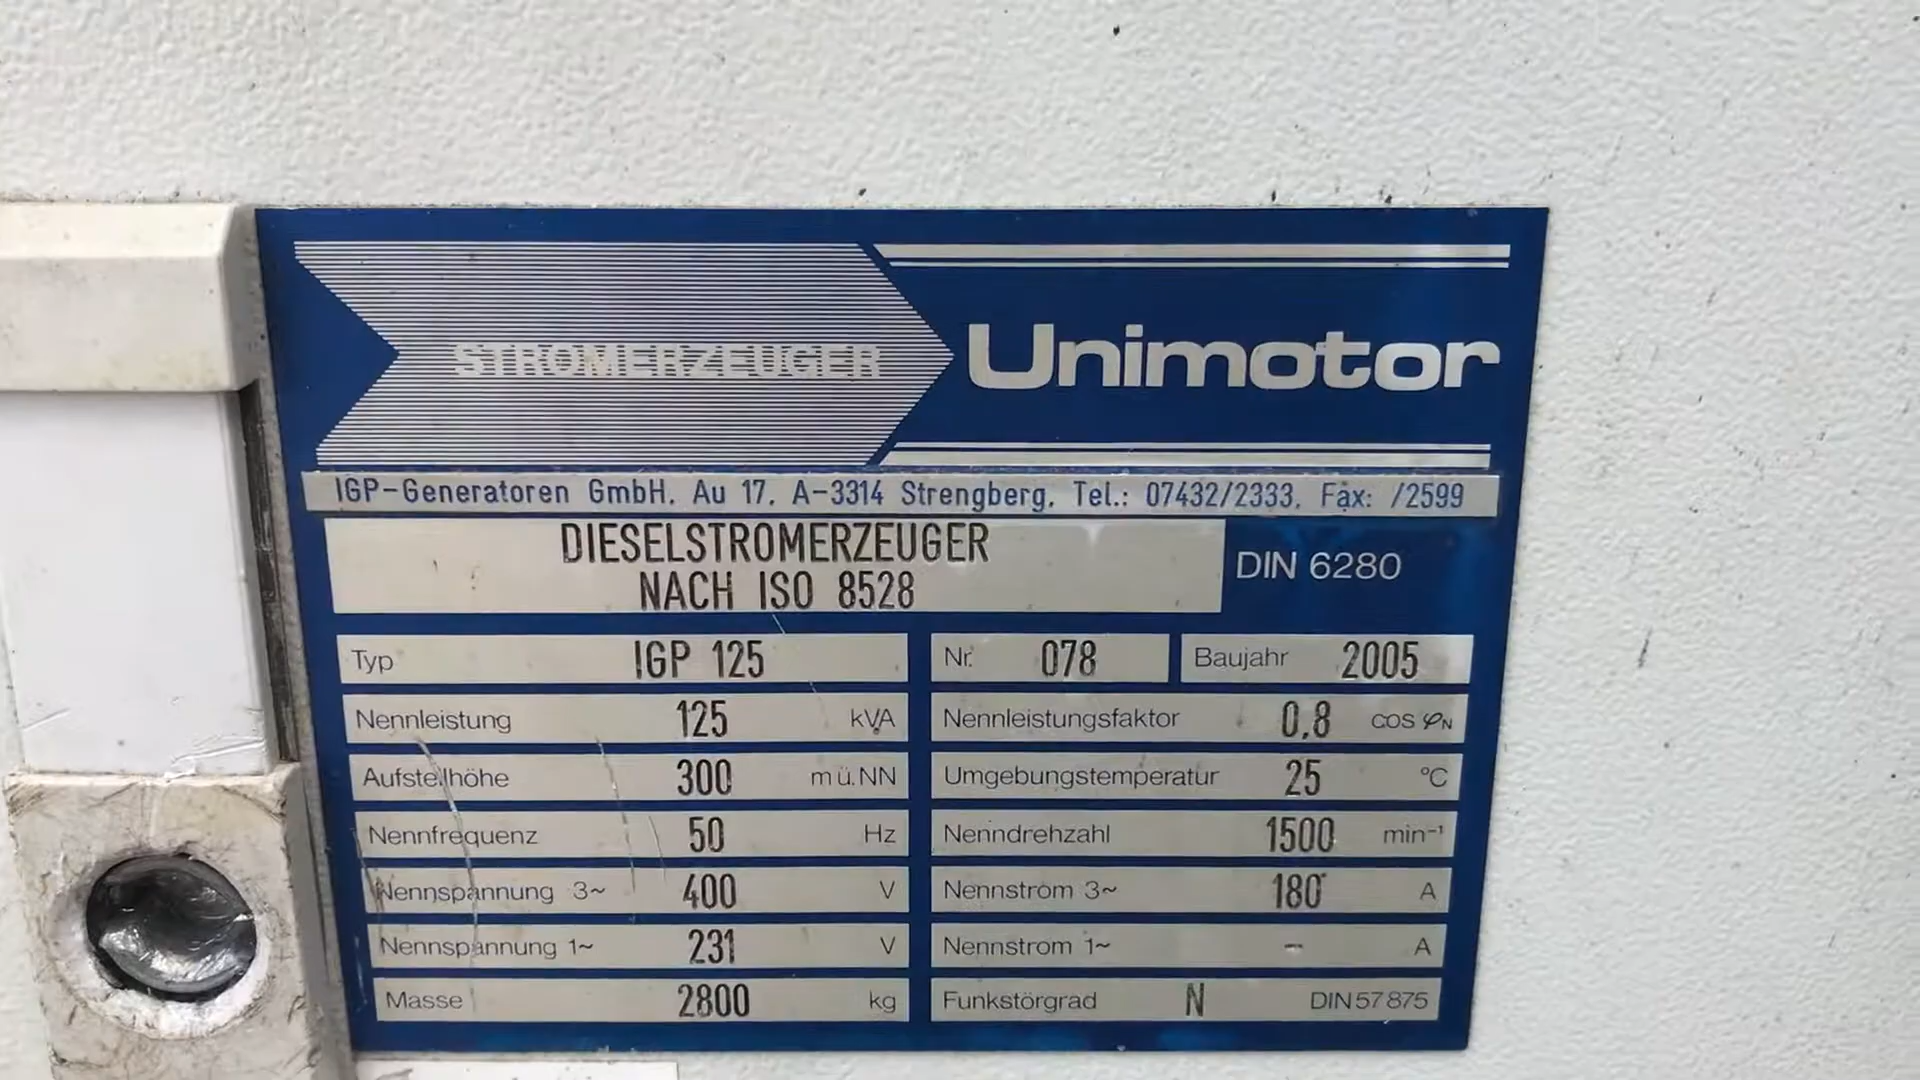 STROMERZEUGER Unimotor
IGP-Generatoren GmbH. Au 17. A-3314 Strengberg. Tel.: 07432/2333. Fax: /2599
DIESELSTROMERZEUGER
NACH ISO 8528
DIN 6280
Typ IGP 125 Nr. 078 Baujahr 2005
Nennleistung 125 kVA Nennleistungsfaktor 0,8 cos φN
Aufstellhöhe 300 m ü.NN Umgebungstemperatur 25 °C
Nennfrequenz 50 Hz Nenndrehzahl 1500 min⁻¹
Nennspannung 3~ 400 V Nennstrom 3~ 180 A
Nennspannung 1~ 231 V Nennstrom 1~ - A
Masse 2800 kg Funkstörgrad N DIN 57 875